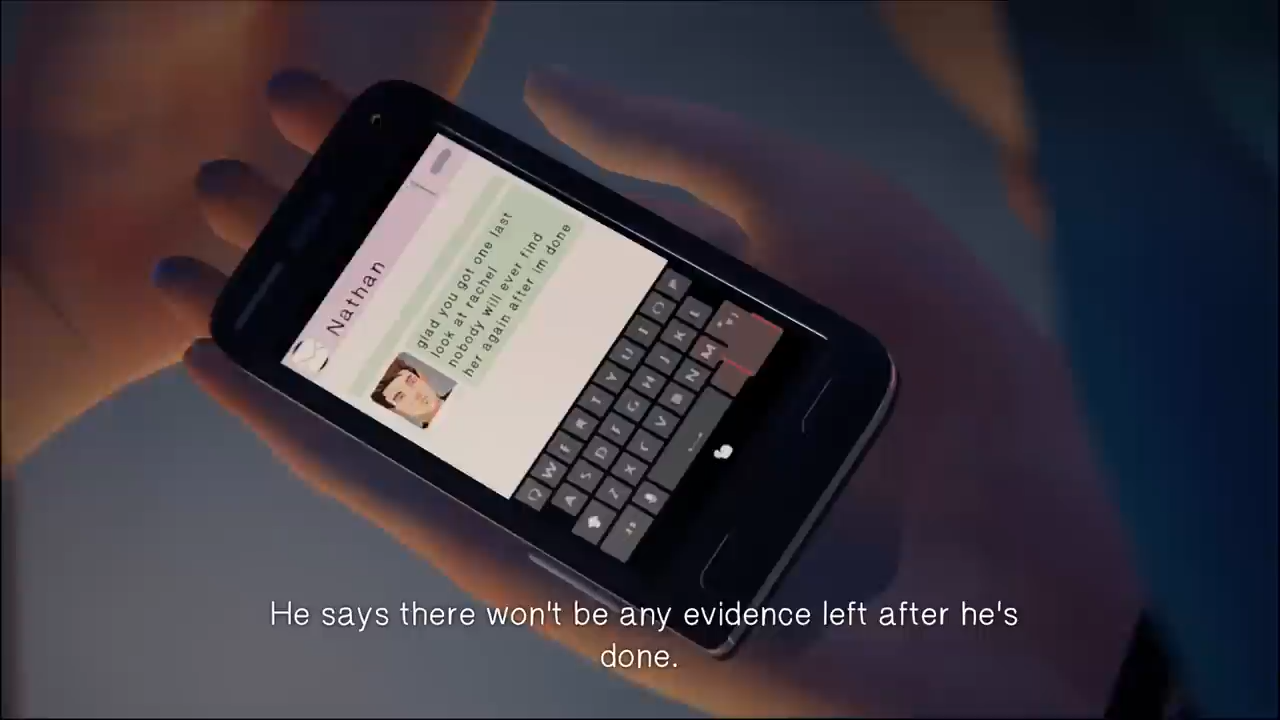 Nathan
glad you got one last
look at rachel
nobody will ever find
her again after im done
Q W E R T Y U I O P
A S D F G H J K L
Z X C V B N M
He says there won't be any evidence left after he's
done.